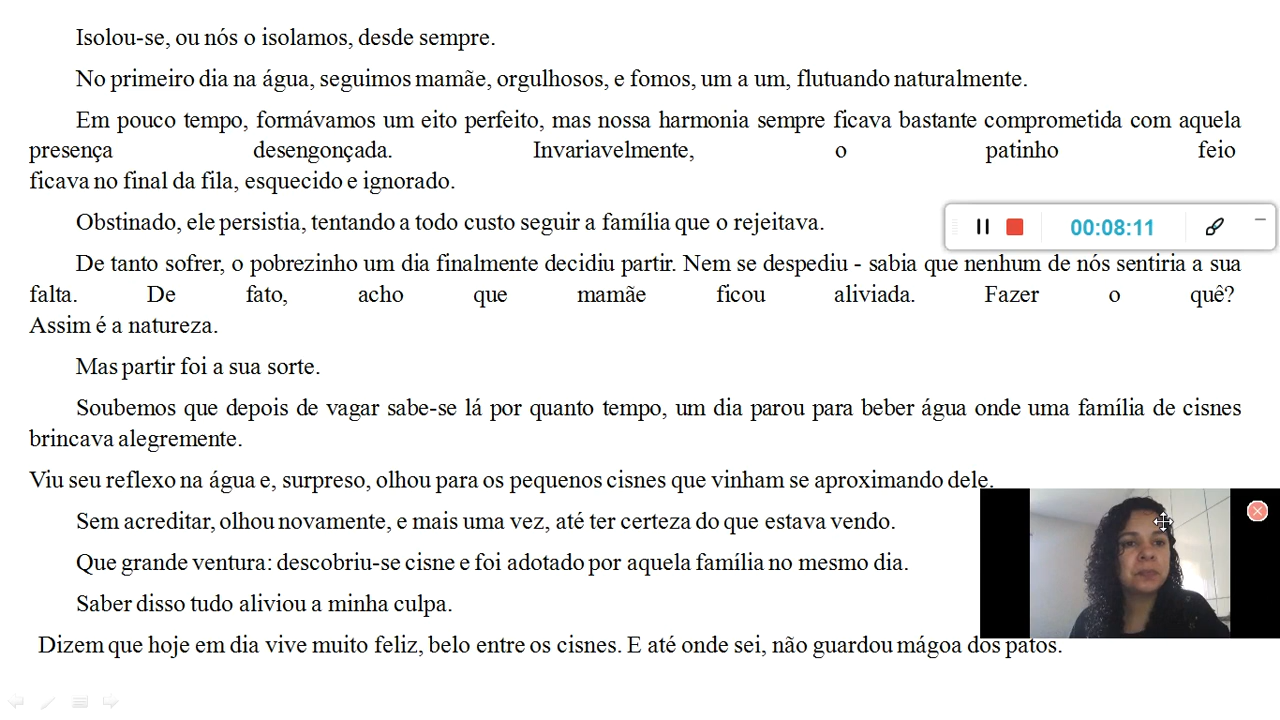 Isolou-se, ou nós o isolamos, desde sempre.
No primeiro dia na água, seguimos mamãe, orgulhosos, e fomos, um a um, flutuando naturalmente.
Em pouco tempo, formávamos um eito perfeito, mas nossa harmonia sempre ficava bastante comprometida com aquela
presença desengonçada. Invariavelmente, o patinho feio
ficava no final da fila, esquecido e ignorado.
Obstinado, ele persistia, tentando a todo custo seguir a família que o rejeitava.
00:08:11
De tanto sofrer, o pobrezinho um dia finalmente decidiu partir. Nem se despediu - sabia que nenhum de nós sentiria a sua
falta. De fato, acho que mamãe ficou aliviada. Fazer o quê?
Assim é a natureza.
Mas partir foi a sua sorte.
Soubemos que depois de vagar sabe-se lá por quanto tempo, um dia parou para beber água onde uma família de cisnes
brincava alegremente.
Viu seu reflexo na água e, surpreso, olhou para os pequenos cisnes que vinham se aproximando dele.
Sem acreditar, olhou novamente, e mais uma vez, até ter certeza do que estava vendo.
Que grande ventura: descobriu-se cisne e foi adotado por aquela família no mesmo dia.
Saber disso tudo aliviou a minha culpa.
Dizem que hoje em dia vive muito feliz, belo entre os cisnes. E até onde sei, não guardou mágoa dos patos.